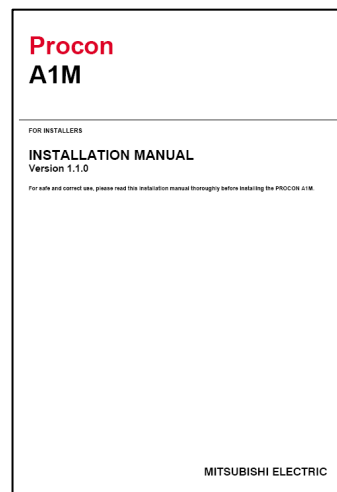 Procon
A1M
FOR INSTALLERS
INSTALLATION MANUAL
Version 1.1.0
For safe and correct use, please read this installation manual thoroughly before installing the PROCON A1M.
MITSUBISHI ELECTRIC